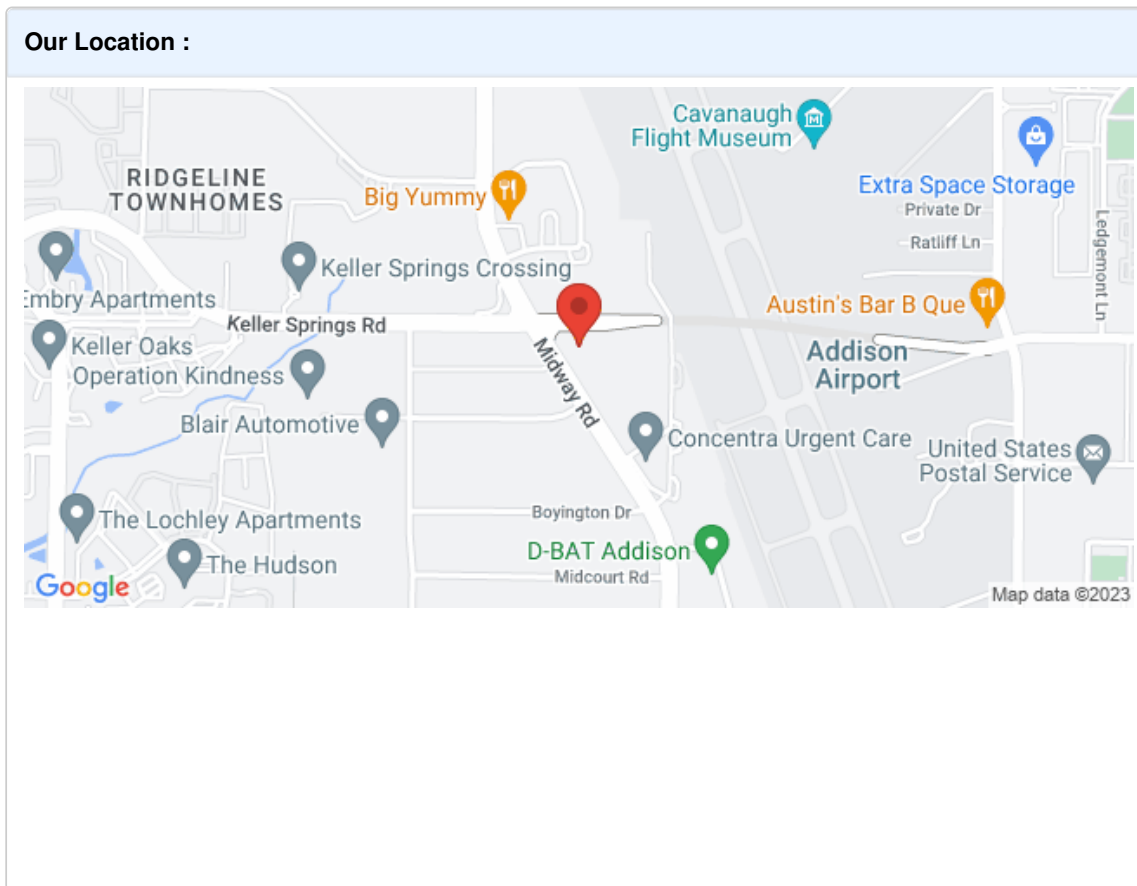 Our Location :
Cavanaugh
Flight Museum
RIDGELINE
TOWNHOMES
Big Yummy
Extra Space Storage
Private Dr
Ratliff Ln
Ledgemont Ln
Keller Springs Crossing
Embry Apartments
Austin's Bar B Que
Keller Springs Rd
Keller Oaks
Midway Rd
Addison
Airport
Operation Kindness
Blair Automotive
Concentra Urgent Care
United States
Postal Service
The Lochley Apartments
Boyington Dr
D-BAT Addison
The Hudson
Midcourt Rd
Google
Map data ©2023